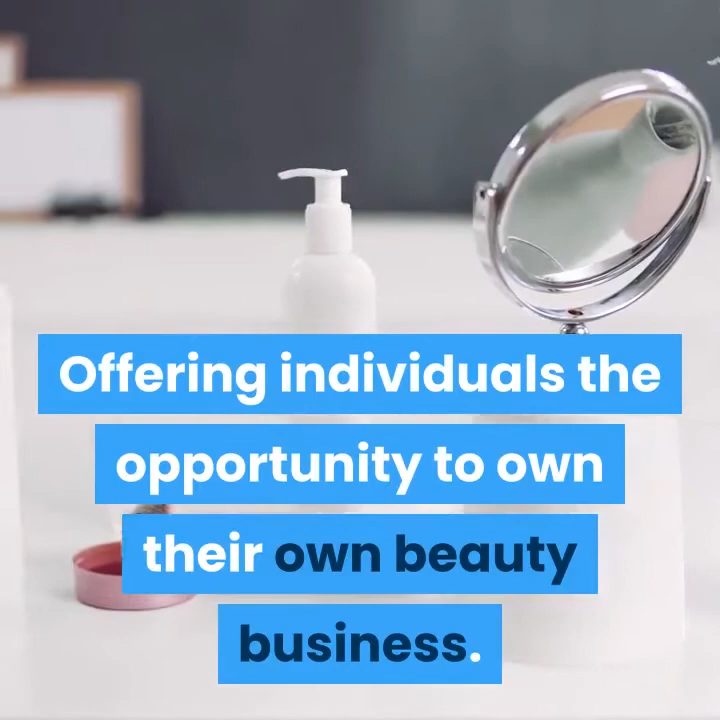 Offering individuals the
opportunity to own
their own beauty
business.